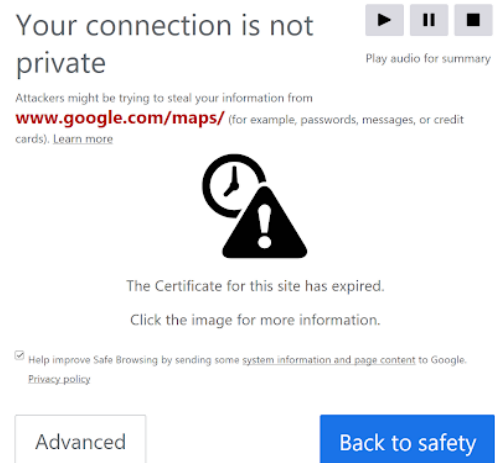 Your connection is not
private
Play audio for summary
Attackers might be trying to steal your information from
www.google.com/maps/ (for example, passwords, messages, or credit
cards). Learn more
The Certificate for this site has expired.
Click the image for more information.
Help improve Safe Browsing by sending some system information and page content to Google.
Privacy policy
Advanced
Back to safety